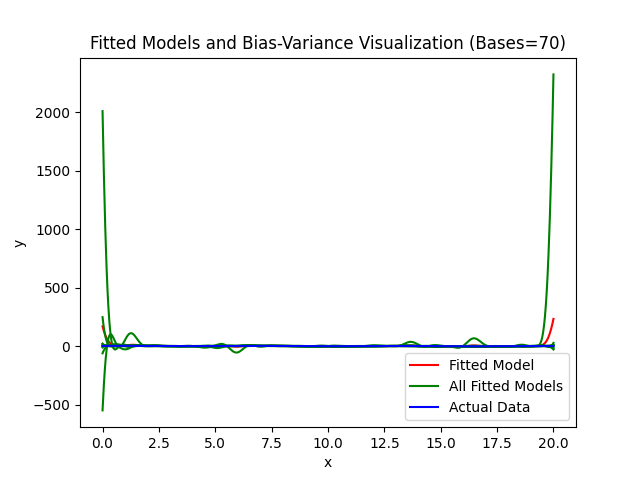 Fitted Models and Bias-Variance Visualization (Bases=70)
2000
1500
1000
500
0
−500
y
0.0 2.5 5.0 7.5 10.0 12.5 15.0 17.5 20.0
x
Fitted Model
All Fitted Models
Actual Data